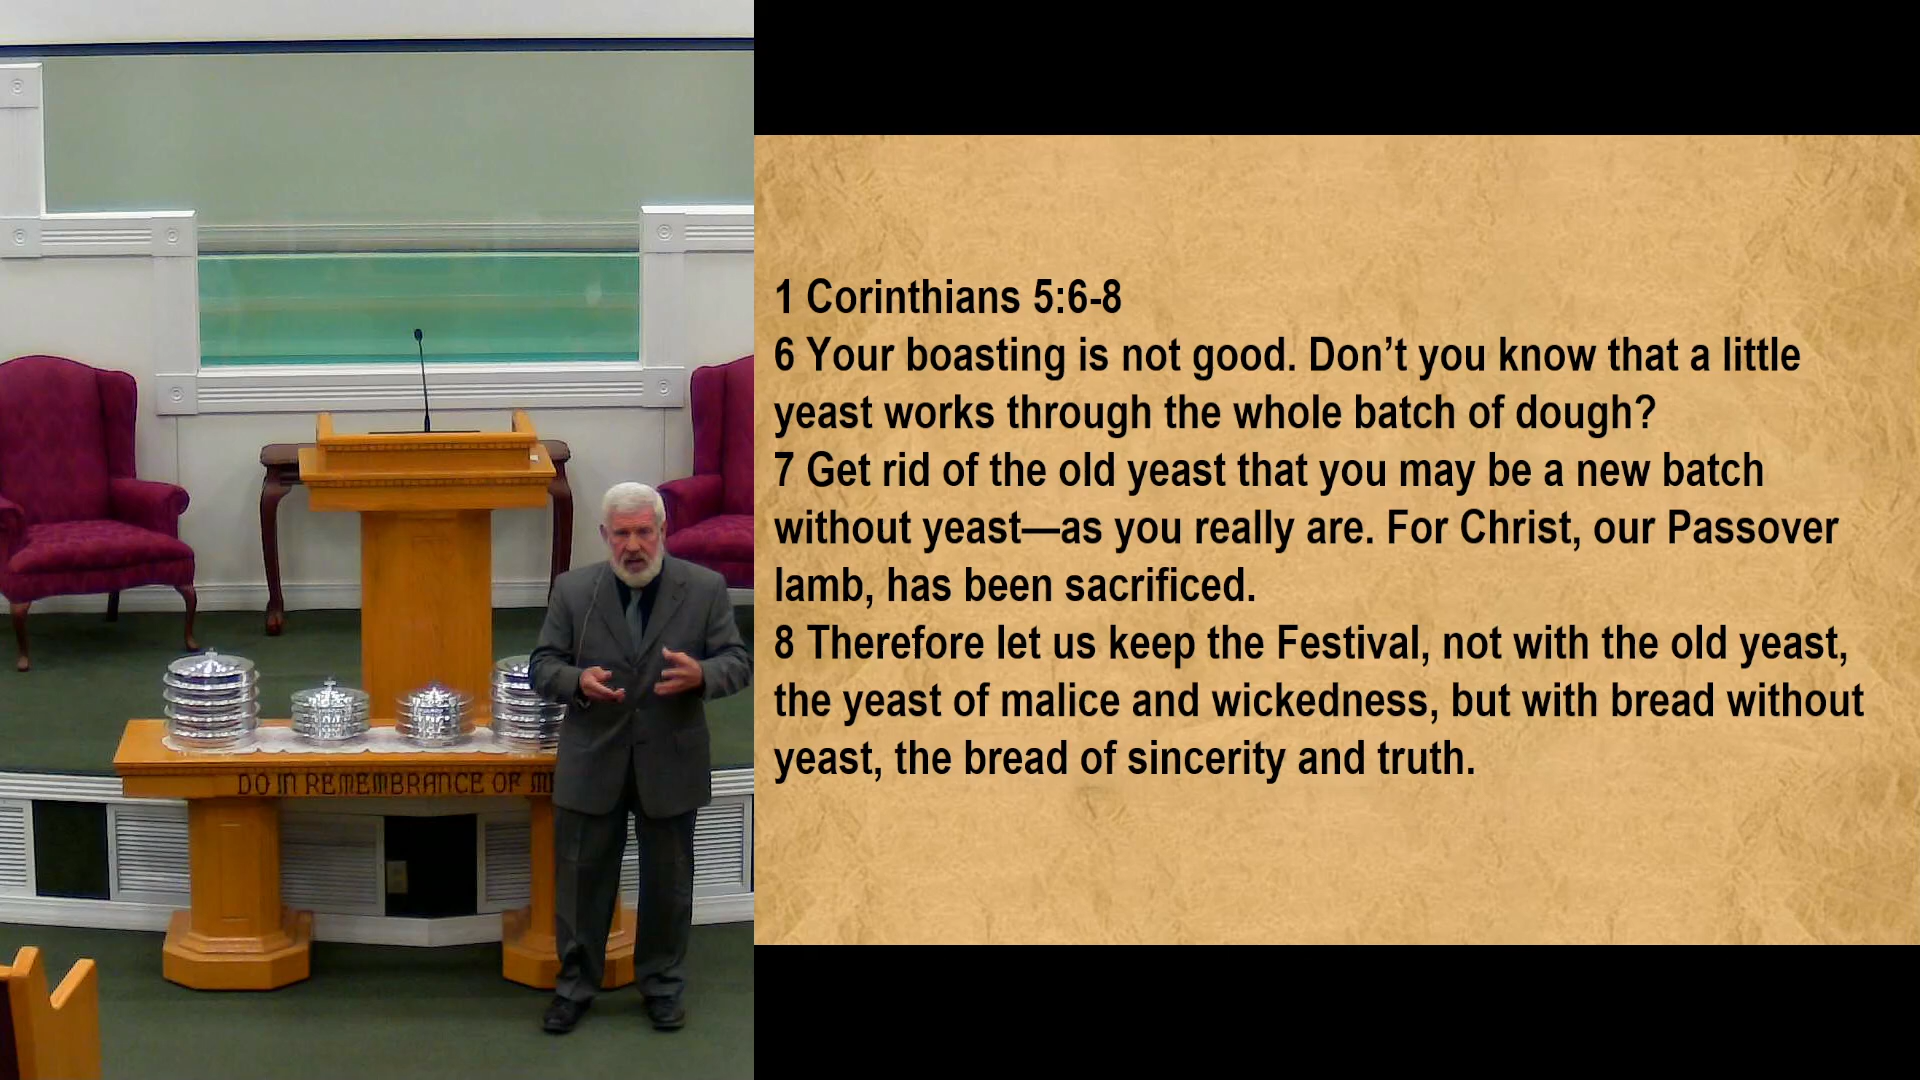 DO IN REMEMBRANCE OF
1 Corinthians 5:6-8
6 Your boasting is not good. Don’t you know that a little
yeast works through the whole batch of dough?
7 Get rid of the old yeast that you may be a new batch
without yeast—as you really are. For Christ, our Passover
lamb, has been sacrificed.
8 Therefore let us keep the Festival, not with the old yeast,
the yeast of malice and wickedness, but with bread without
yeast, the bread of sincerity and truth.